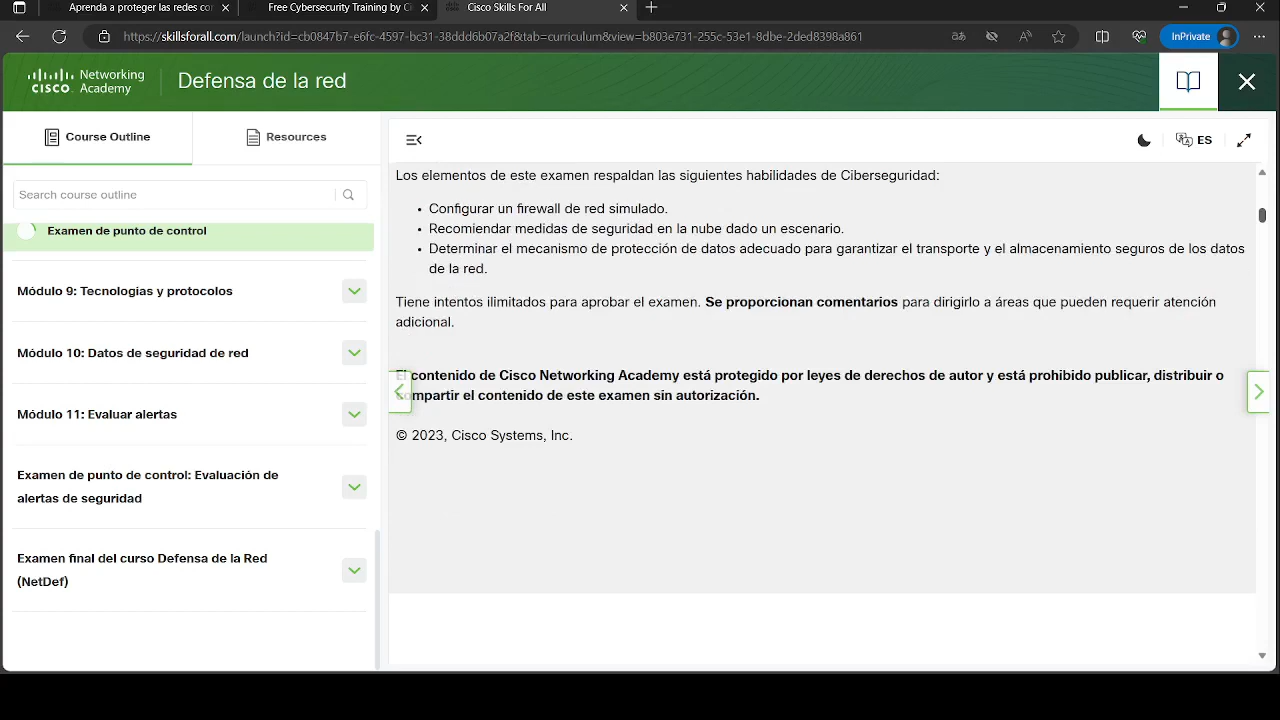 Aprenda a proteger las redes cor
Free Cybersecurity Training by Ci
Cisco Skills For All
https://skillsforall.com/launch?id=cb0847b7-e6fc-4597-bc31-38ddd6b07a2f&tab=curriculum&view=b803e731-255c-53e1-8dbe-2ded8398a861
InPrivate
CISCO Networking Academy
Defensa de la red
Course Outline
Resources
ES
Search course outline
Examen de punto de control
Módulo 9: Tecnologías y protocolos
Módulo 10: Datos de seguridad de red
Módulo 11: Evaluar alertas
Examen de punto de control: Evaluación de
alertas de seguridad
Examen final del curso Defensa de la Red
(NetDef)
Los elementos de este examen respaldan las siguientes habilidades de Ciberseguridad:
• Configurar un firewall de red simulado.
• Recomendar medidas de seguridad en la nube dado un escenario.
• Determinar el mecanismo de protección de datos adecuado para garantizar el transporte y el almacenamiento seguros de los datos
de la red.
Tiene intentos ilimitados para aprobar el examen. Se proporcionan comentarios para dirigirlo a áreas que pueden requerir atención
adicional.
El contenido de Cisco Networking Academy está protegido por leyes de derechos de autor y está prohibido publicar, distribuir o
compartir el contenido de este examen sin autorización.
© 2023, Cisco Systems, Inc.